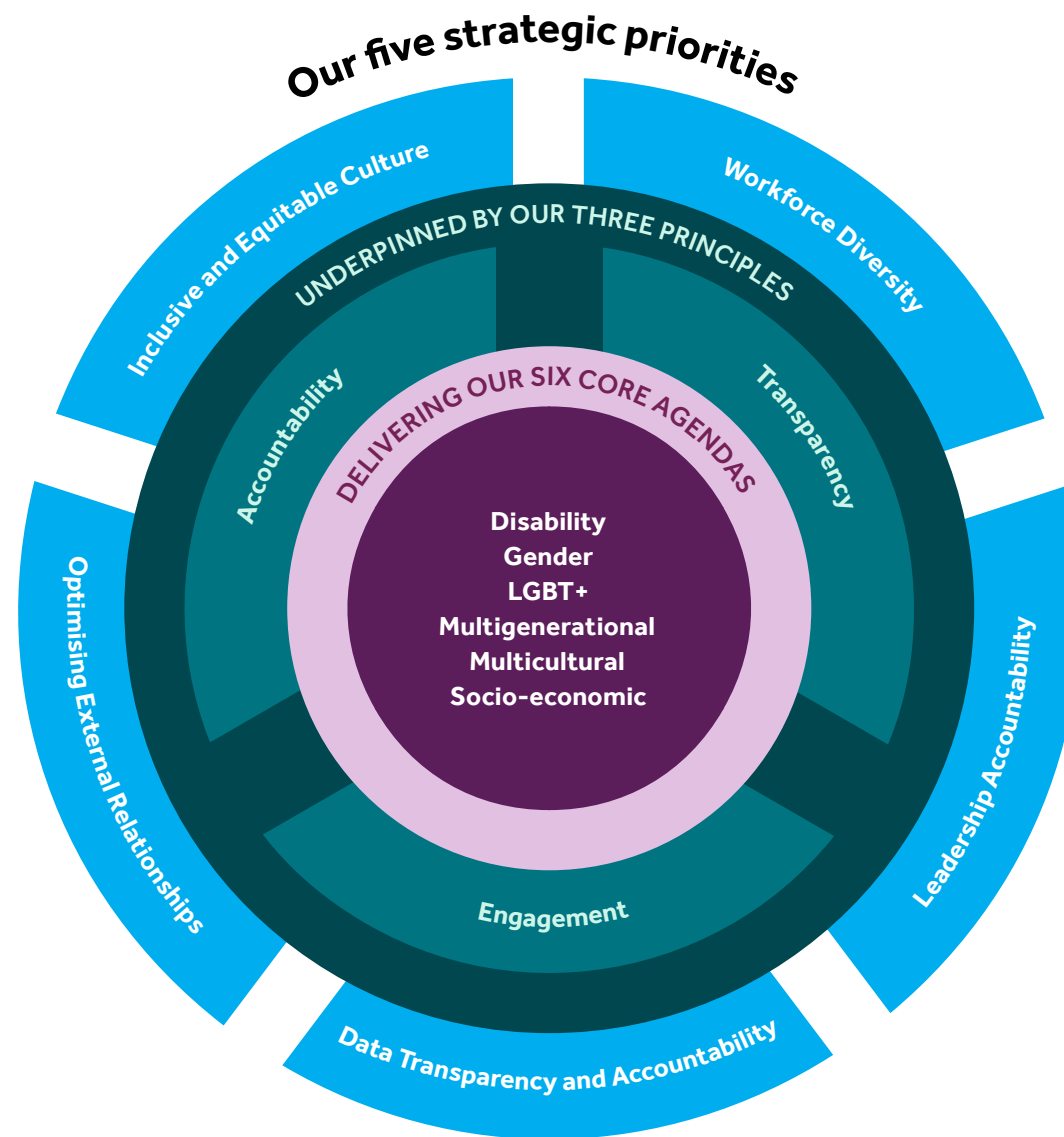 Our five strategic priorities
Inclusive and Equitable Culture
Workforce Diversity
UNDERPINNED BY OUR THREE PRINCIPLES
Accountability
Transparency
DELIVERING OUR SIX CORE AGENDAS
Disability
Gender
LGBT+
Multigenerational
Multicultural
Socio-economic
Optimising External Relationships
Leadership Accountability
Engagement
Data Transparency and Accountability